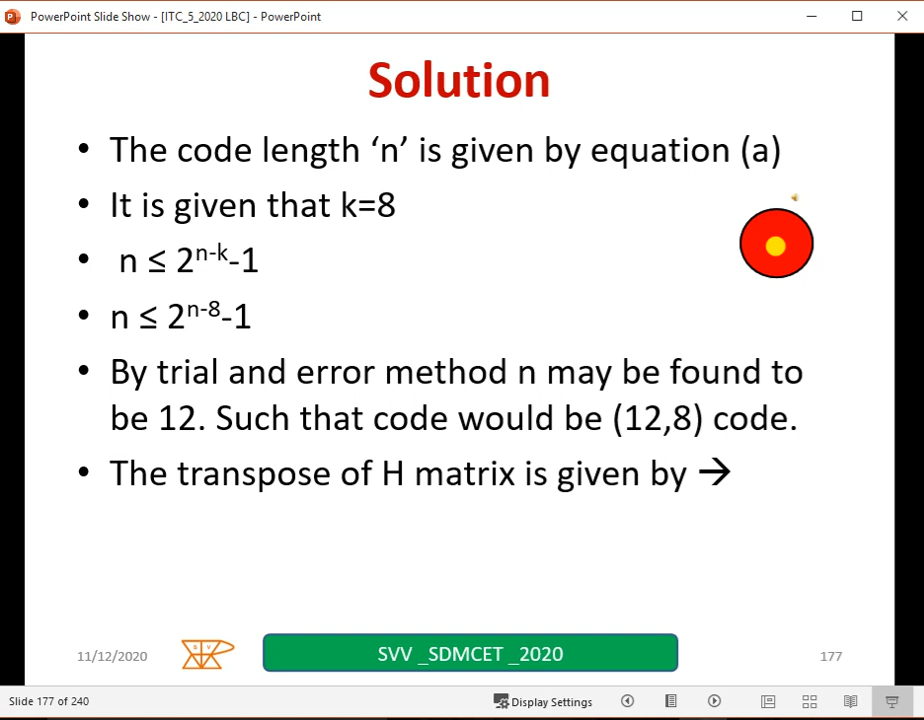 PowerPoint Slide Show - [ITC_5_2020 LBC] - PowerPoint
Solution
• The code length ‘n’ is given by equation (a)
• It is given that k=8
• n ≤ 2ⁿ⁻ᵏ-1
• n ≤ 2ⁿ⁻⁸-1
• By trial and error method n may be found to
be 12. Such that code would be (12,8) code.
• The transpose of H matrix is given by →
11/12/2020
S V
SVV _SDMCET _2020
177
Slide 177 of 240
Display Settings